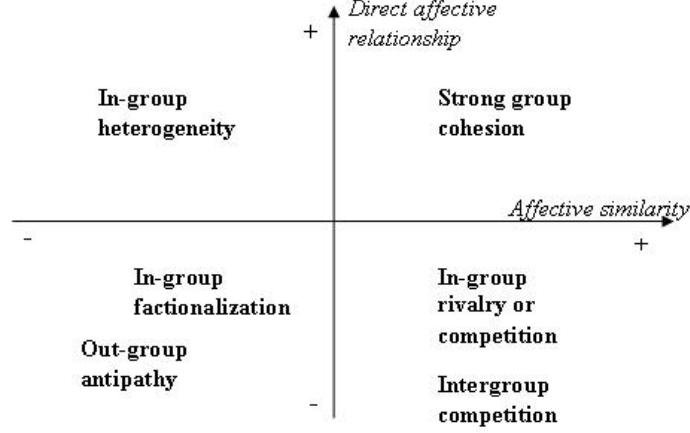 Direct affective
relationship
+
In-group
heterogeneity
Strong group
cohesion
Affective similarity
-
+
In-group
factionalization
In-group
rivalry or
competition
Out-group
antipathy
Intergroup
competition
-